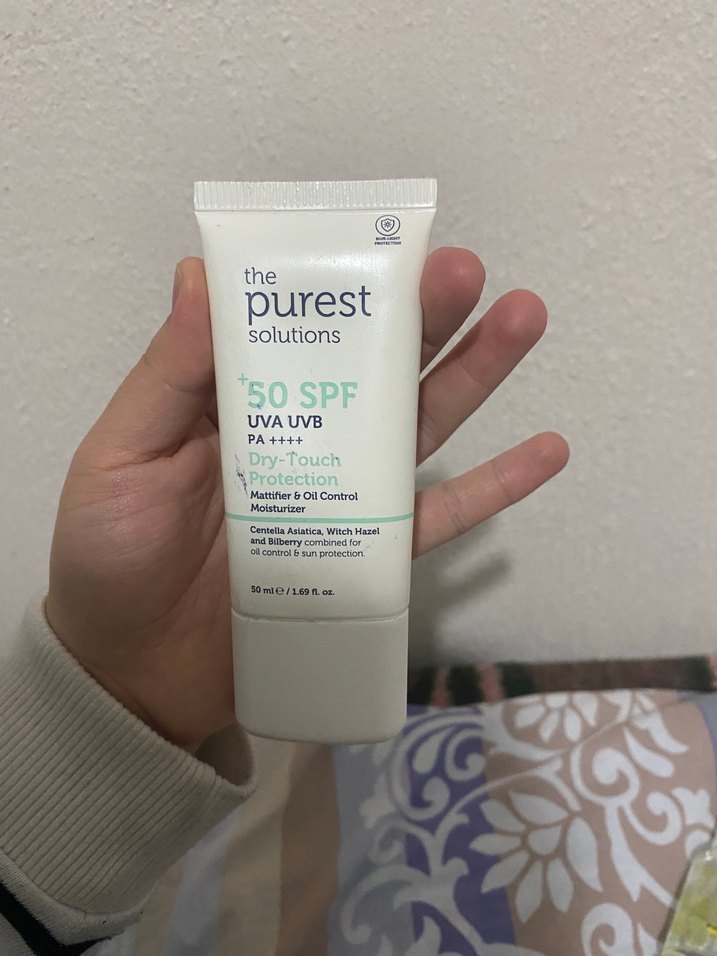 BLUE-LIGHT
PROTECTION
the
purest
solutions
+50 SPF
UVA UVB
PA ++++
Dry-Touch
Protection
Mattifier & Oil Control
Moisturizer
Centella Asiatica, Witch Hazel
and Bilberry combined for
oil control & sun protection.
50 ml ℮ / 1.69 fl. oz.